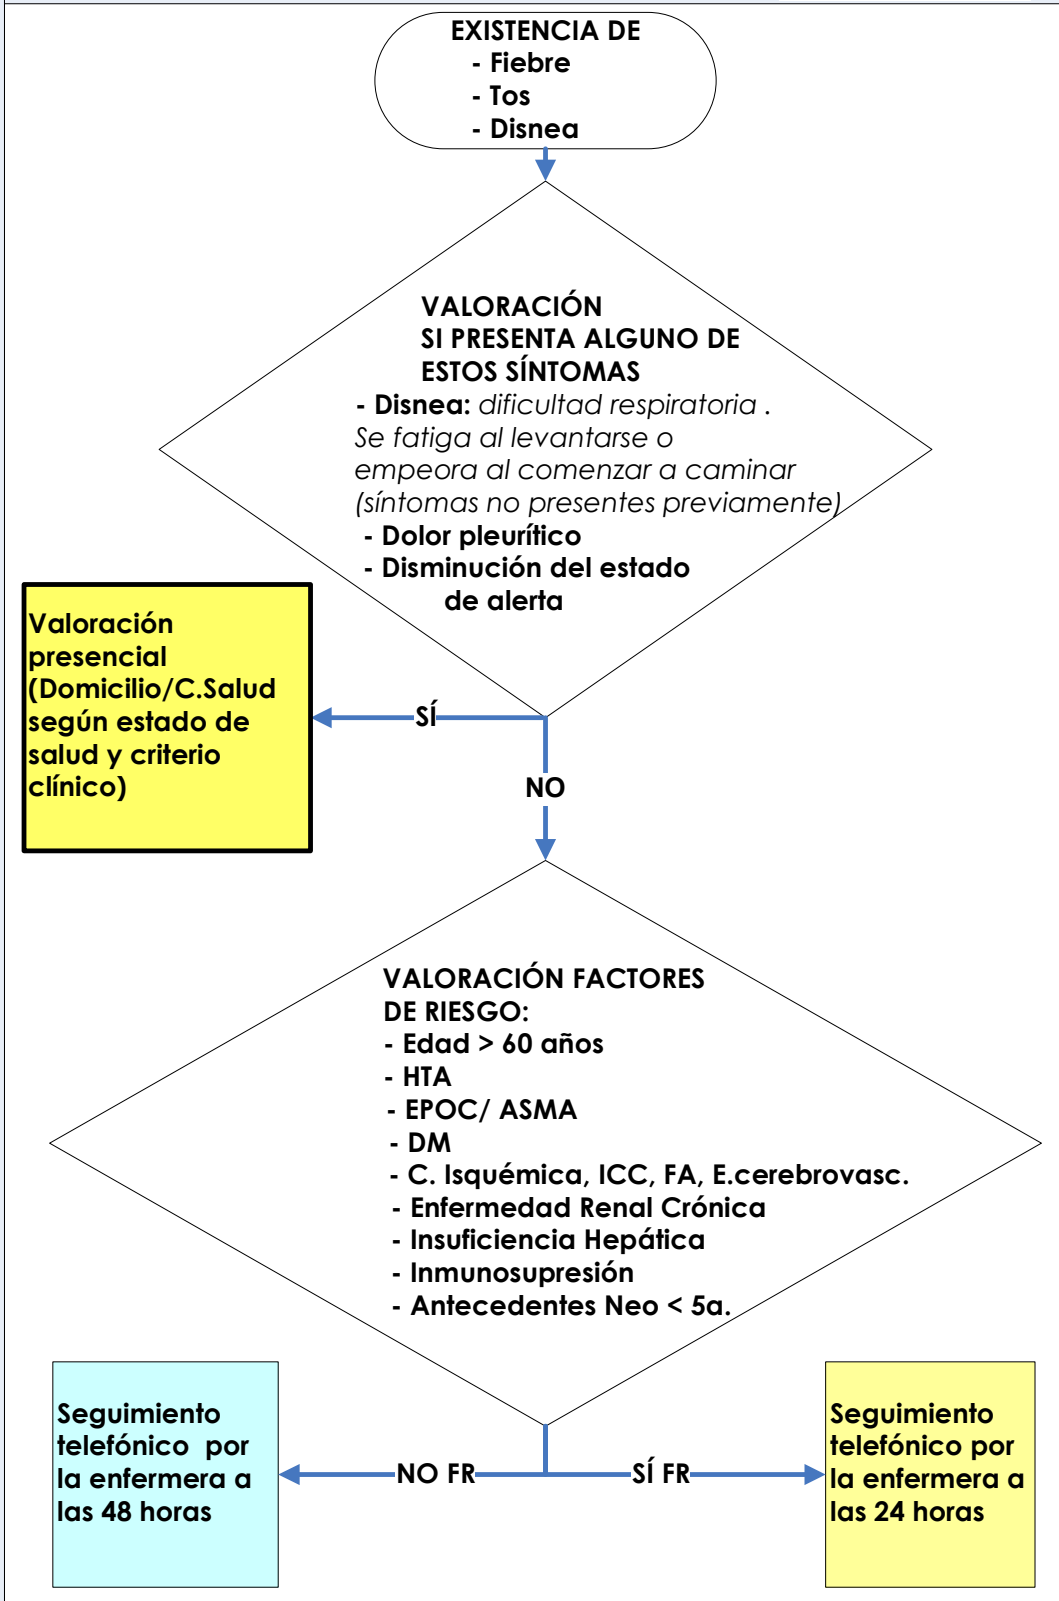 EXISTENCIA DE
- Fiebre
- Tos
- Disnea
VALORACIÓN
SI PRESENTA ALGUNO DE
ESTOS SÍNTOMAS
- Disnea: dificultad respiratoria .
Se fatiga al levantarse o
empeora al comenzar a caminar
(síntomas no presentes previamente)
- Dolor pleurítico
- Disminución del estado
de alerta
Valoración
presencial
(Domicilio/C.Salud
según estado de
salud y criterio
clínico)
SÍ
NO
VALORACIÓN FACTORES
DE RIESGO:
- Edad > 60 años
- HTA
- EPOC/ ASMA
- DM
- C. Isquémica, ICC, FA, E.cerebrovasc.
- Enfermedad Renal Crónica
- Insuficiencia Hepática
- Inmunosupresión
- Antecedentes Neo < 5a.
Seguimiento
telefónico por
la enfermera a
las 48 horas
NO FR
SÍ FR
Seguimiento
telefónico por
la enfermera a
las 24 horas